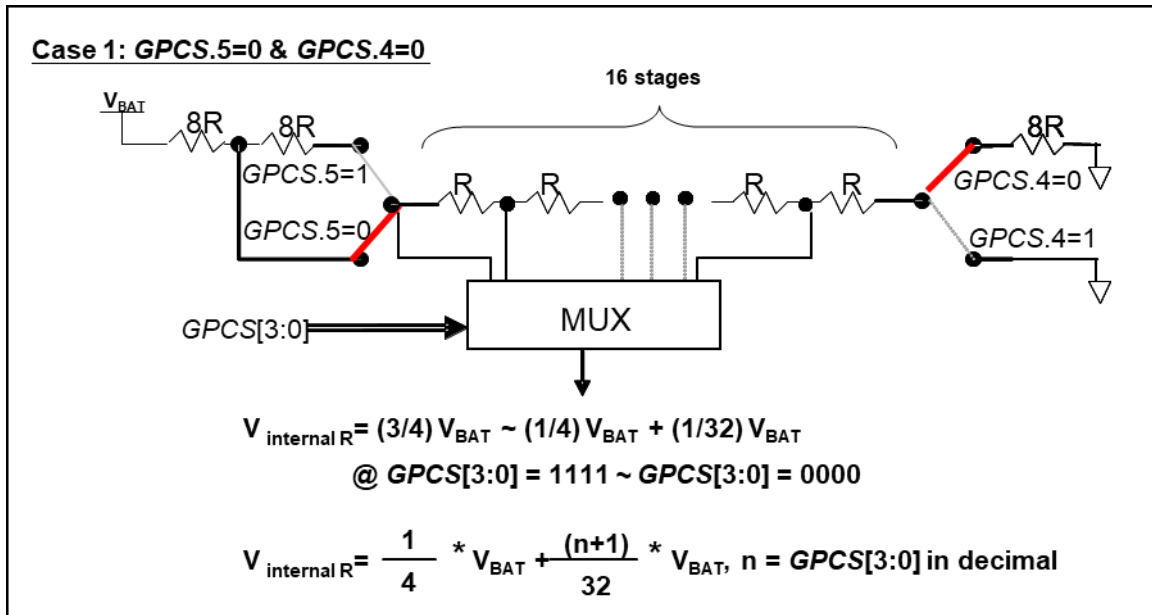 Case 1: GPCS.5=0 & GPCS.4=0
16 stages
VBAT
8R 8R 8R
GPCS.5=1
GPCS.4=0
R R R R
GPCS.5=0
GPCS.4=1
MUX
GPCS[3:0]
V internal R= (3/4) VBAT ~ (1/4) VBAT + (1/32) VBAT
@ GPCS[3:0] = 1111 ~ GPCS[3:0] = 0000
V internal R= 1/4 * VBAT + (n+1)/32 * VBAT, n = GPCS[3:0] in decimal